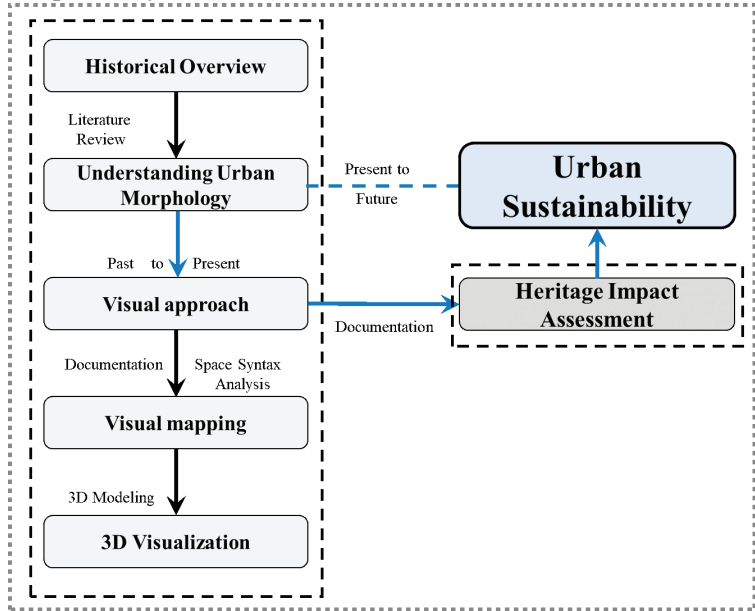 Historical Overview
Literature
Review
Understanding Urban
Morphology
Present to
Future
Urban
Sustainability
Past to Present
Visual approach
Documentation
Heritage Impact
Assessment
Documentation Space Syntax
Analysis
Visual mapping
3D Modeling
3D Visualization